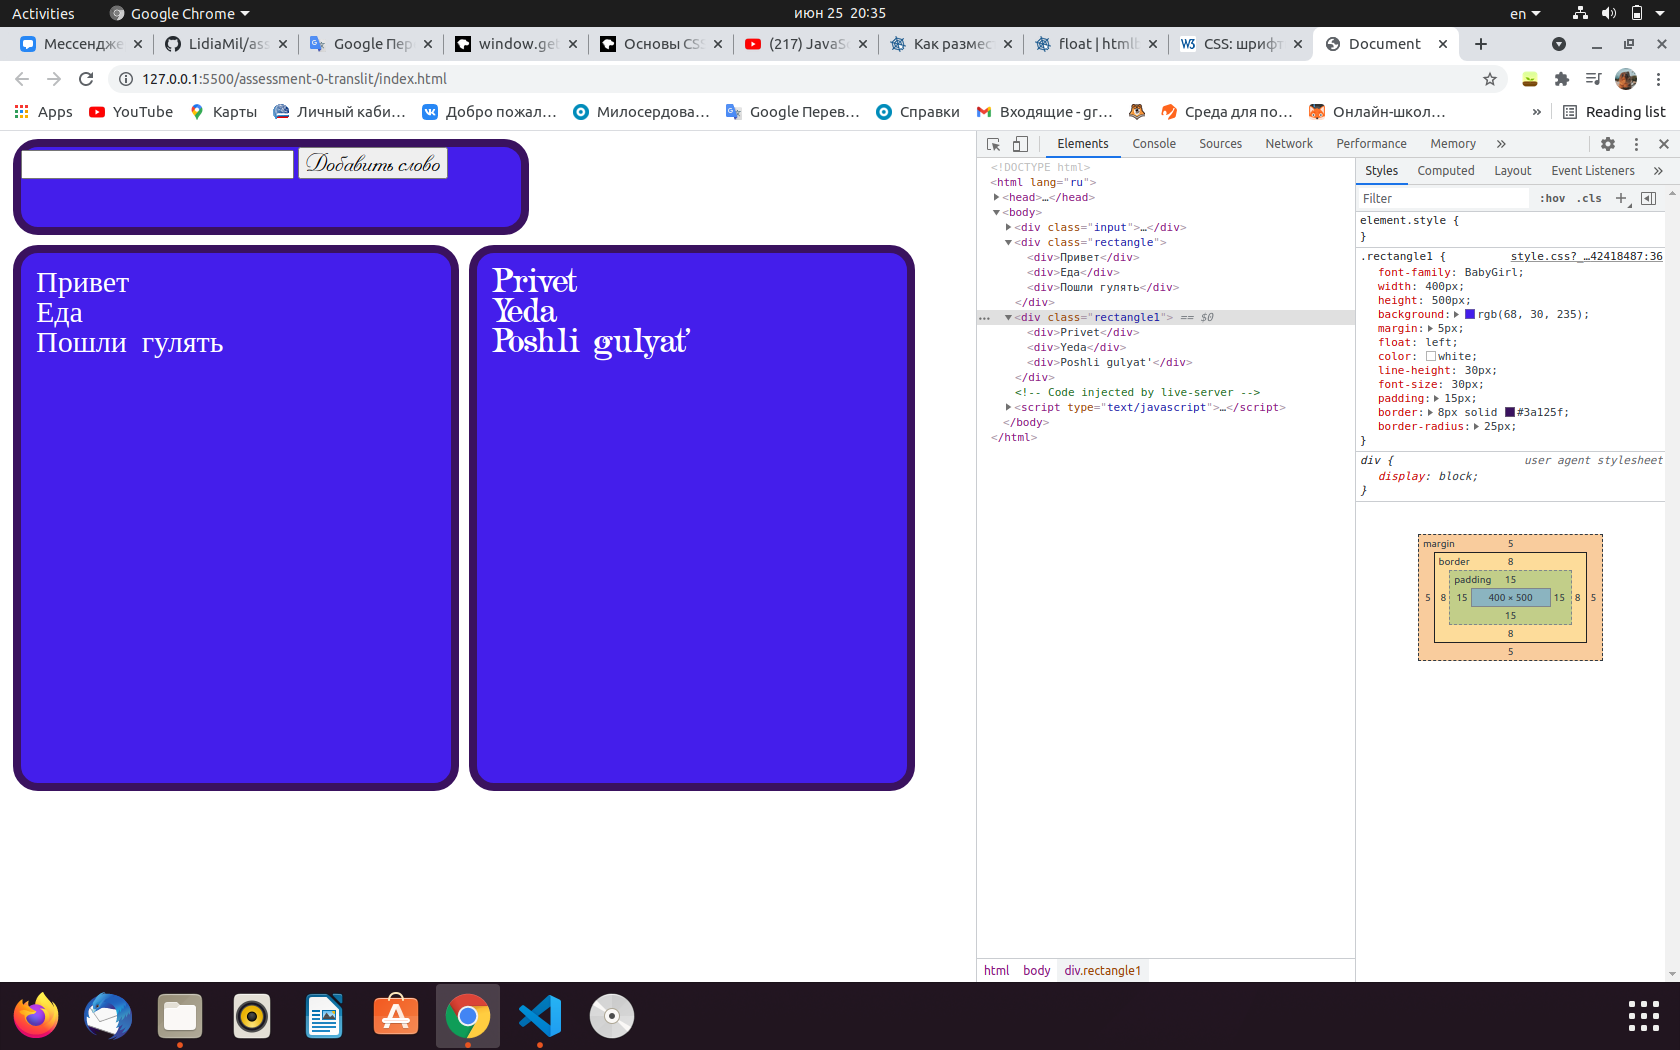 Activities
Google Chrome
июн 25 20:35
en
Мессендже
LidiaMil/ass
Google Пер
window.get
Основы CSS
(217) JavaSc
Как размест
float | htmlb
W3 CSS: шрифт
Document
127.0.0.1:5500/assessment-0-translit/index.html
Apps
YouTube
Карты
Личный каби…
Добро пожал…
Милосердова…
Google Перев…
Справки
Входящие - gr…
Среда для по…
Онлайн-школ…
»
Reading list
Добавить слово
Привет
Еда
Пошли гулять
Privet
Yeda
Poshli gulyat'
Elements
Console
Sources
Network
Performance
Memory
»
<!DOCTYPE html>
<html lang="ru">
<head>…</head>
<body>
<div class="input">…</div>
<div class="rectangle">
<div>Привет</div>
<div>Еда</div>
<div>Пошли гулять</div>
</div>
<div class="rectangle1"> == $0
<div>Privet</div>
<div>Yeda</div>
<div>Poshli gulyat'</div>
</div>
<!-- Code injected by live-server -->
<script type="text/javascript">…</script>
</body>
</html>
html body div.rectangle1
Styles
Computed
Layout
Event Listeners
»
Filter
:hov .cls
element.style {
}
.rectangle1 { style.css?_…42418487:36
font-family: BabyGirl;
width: 400px;
height: 500px;
background: rgb(68, 30, 235);
margin: 5px;
float: left;
color: white;
line-height: 30px;
font-size: 30px;
padding: 15px;
border: 8px solid #3a125f;
border-radius: 25px;
}
div { user agent stylesheet
display: block;
}
margin 5
border 8
padding 15
5 8 15 400 × 500 15 8 5
15
8
5